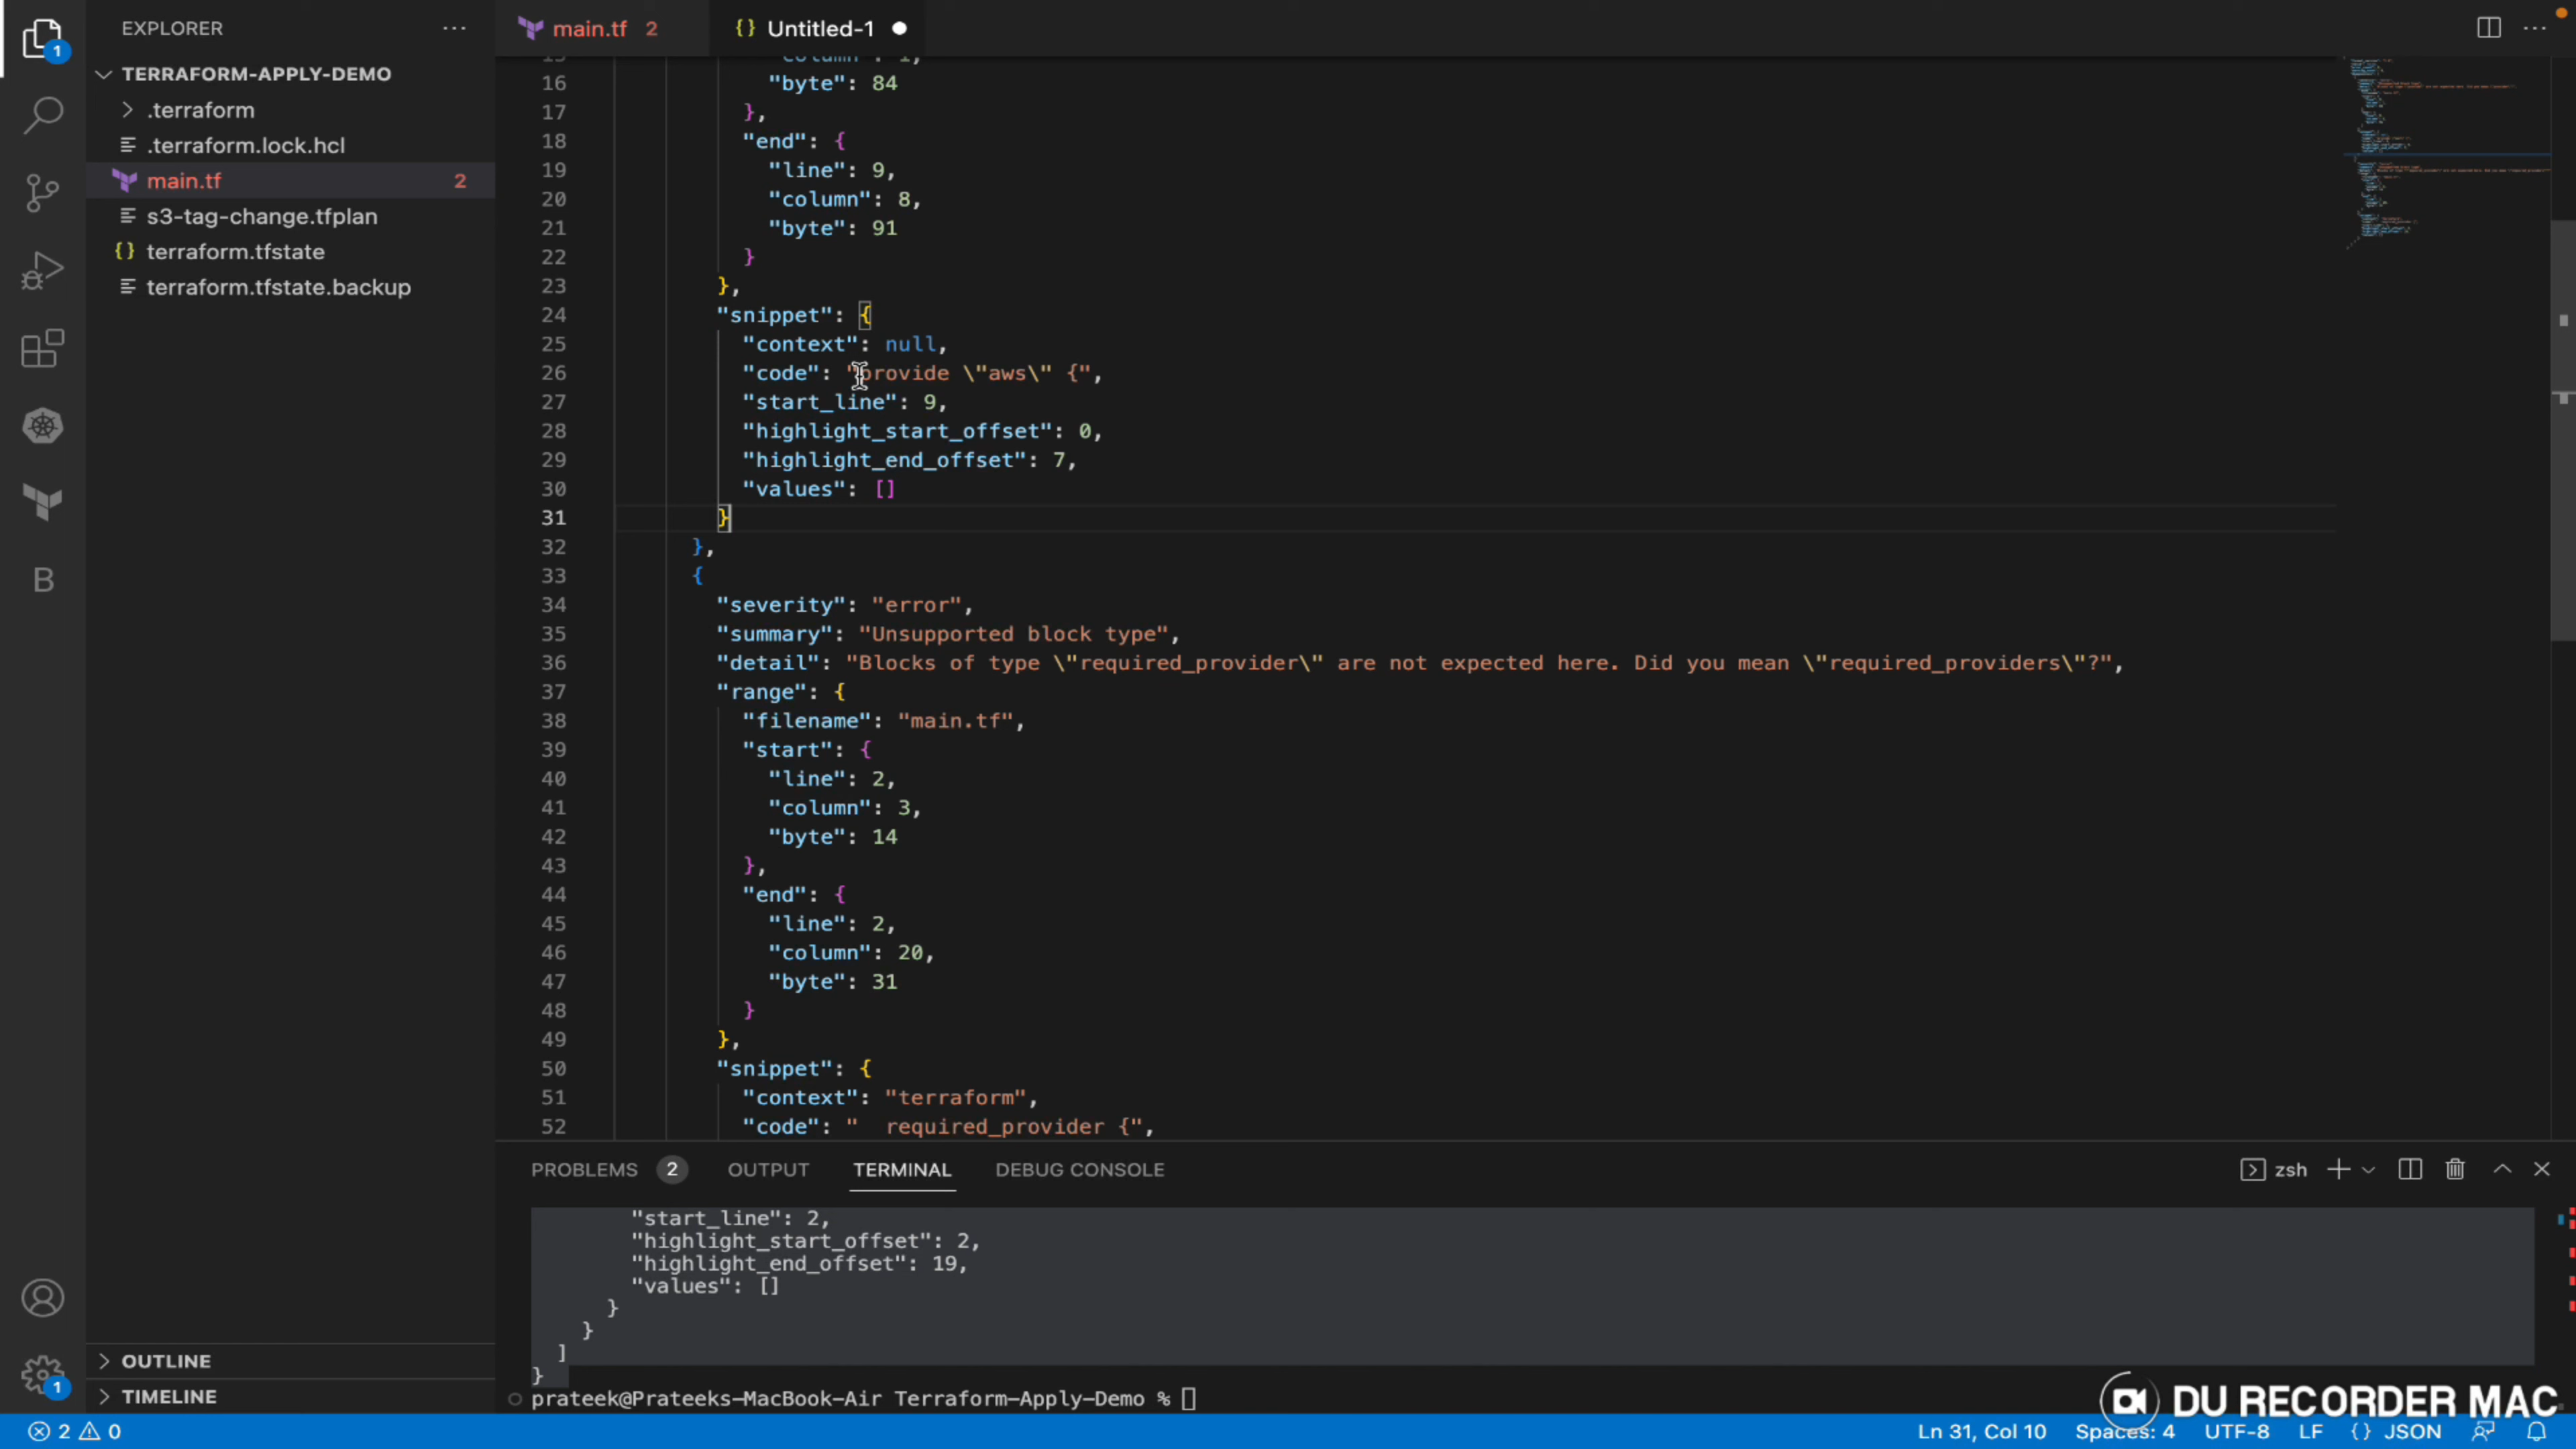 EXPLORER
TERRAFORM-APPLY-DEMO
.terraform
.terraform.lock.hcl
main.tf 2
s3-tag-change.tfplan
terraform.tfstate
terraform.tfstate.backup
OUTLINE
TIMELINE
main.tf 2
Untitled-1
16 "byte": 84
17 },
18 "end": {
19 "line": 9,
20 "column": 8,
21 "byte": 91
22 }
23 },
24 "snippet": {
25 "context": null,
26 "code": "provide \"aws\" {",
27 "start_line": 9,
28 "highlight_start_offset": 0,
29 "highlight_end_offset": 7,
30 "values": []
31 }
32 },
33 {
34 "severity": "error",
35 "summary": "Unsupported block type",
36 "detail": "Blocks of type \"required_provider\" are not expected here. Did you mean \"required_providers\"?",
37 "range": {
38 "filename": "main.tf",
39 "start": {
40 "line": 2,
41 "column": 3,
42 "byte": 14
43 },
44 "end": {
45 "line": 2,
46 "column": 20,
47 "byte": 31
48 }
49 },
50 "snippet": {
51 "context": "terraform",
52 "code": "  required_provider {",
PROBLEMS 2 OUTPUT TERMINAL DEBUG CONSOLE
zsh
"start_line": 2,
"highlight_start_offset": 2,
"highlight_end_offset": 19,
"values": []
}
}
]
}
prateek@Prateeks-MacBook-Air Terraform-Apply-Demo %
DU RECORDER MAC
2 0
Ln 31, Col 10 Spaces: 4 UTF-8 LF {} JSON
1
B
1